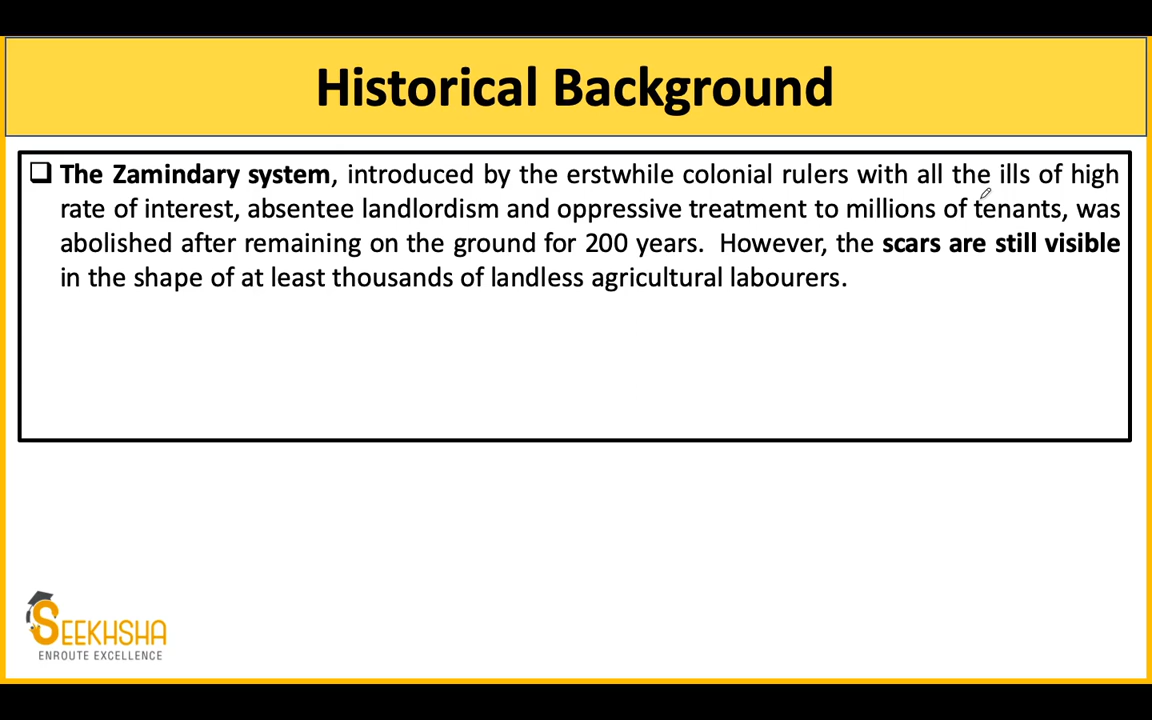 Historical Background
❑ The Zamindary system, introduced by the erstwhile colonial rulers with all the ills of high
rate of interest, absentee landlordism and oppressive treatment to millions of tenants, was
abolished after remaining on the ground for 200 years. However, the scars are still visible
in the shape of at least thousands of landless agricultural labourers.
SEEKHSHA
ENROUTE EXCELLENCE